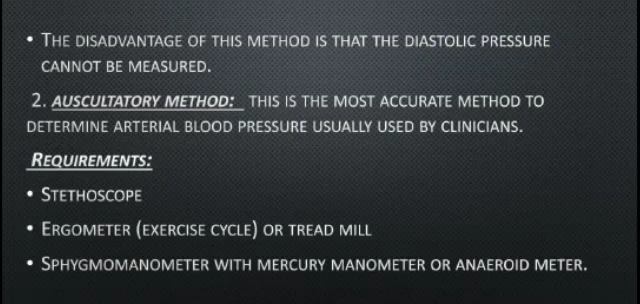 • THE DISADVANTAGE OF THIS METHOD IS THAT THE DIASTOLIC PRESSURE
CANNOT BE MEASURED.
2. AUSCULTATORY METHOD: THIS IS THE MOST ACCURATE METHOD TO
DETERMINE ARTERIAL BLOOD PRESSURE USUALLY USED BY CLINICIANS.
REQUIREMENTS:
• STETHOSCOPE
• ERGOMETER (EXERCISE CYCLE) OR TREAD MILL
• SPHYGMOMANOMETER WITH MERCURY MANOMETER OR ANAEROID METER.